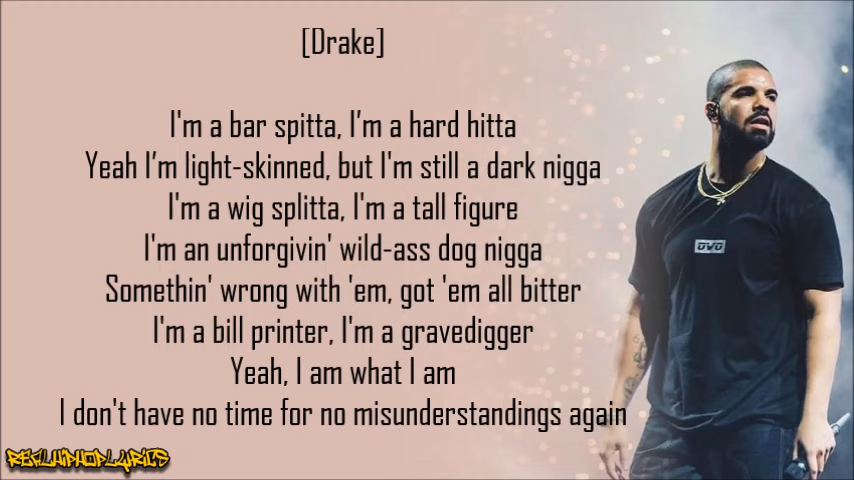 [Drake]
I'm a bar spitta, I'm a hard hitta
Yeah I'm light-skinned, but I'm still a dark nigga
I'm a wig splitta, I'm a tall figure
I'm an unforgivin' wild-ass dog nigga
Somethin' wrong with 'em, got 'em all bitter
I'm a bill printer, I'm a gravedigger
Yeah, I am what I am
I don't have no time for no misunderstandings again
OVO
REFLHIPHOPLYRICS